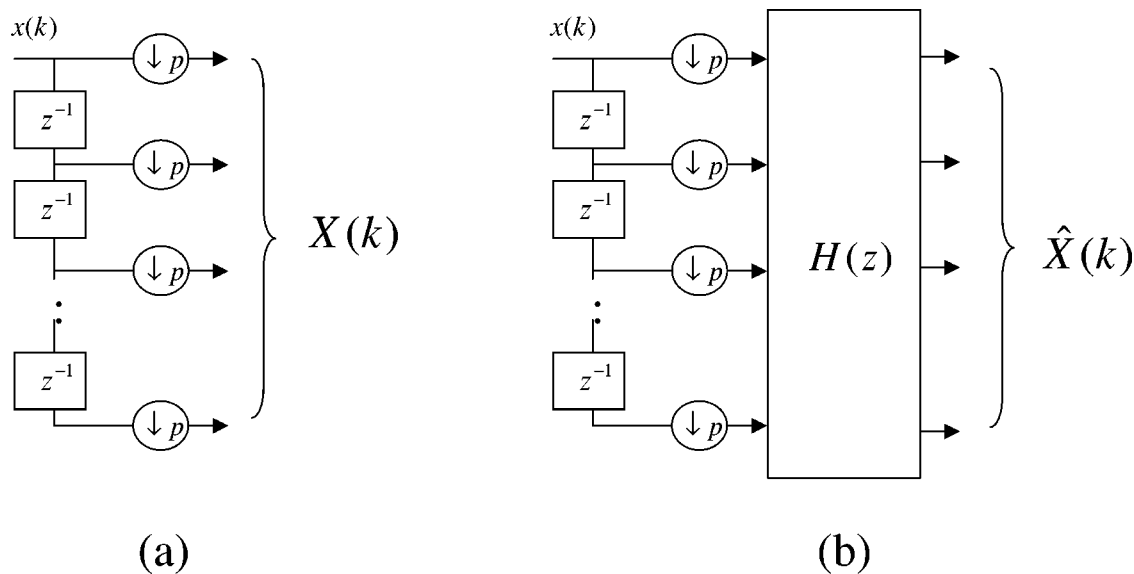 x(k)
↓ p
z⁻¹
↓ p
z⁻¹
X(k)
↓ p
z⁻¹
↓ p
(a)
x(k)
↓ p
z⁻¹
↓ p
z⁻¹
↓ p
H(z)
X̂(k)
z⁻¹
↓ p
(b)